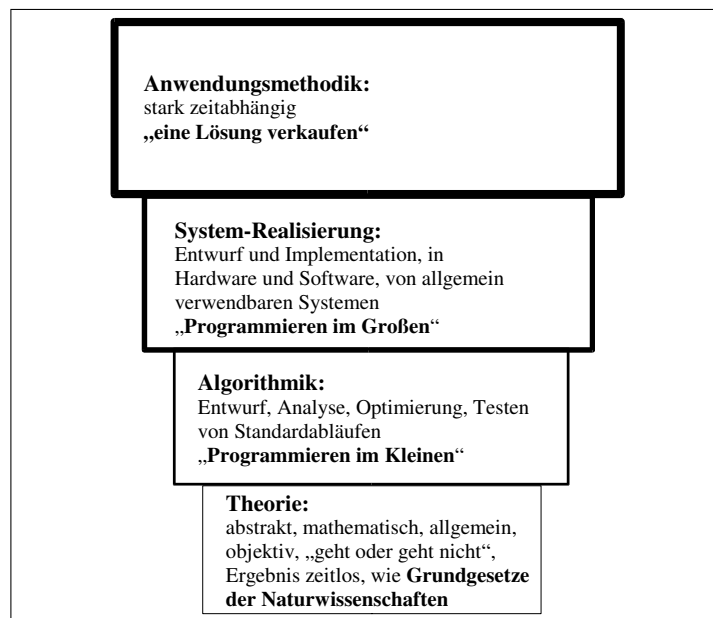 Anwendungsmethodik:
stark zeitabhängig
„eine Lösung verkaufen“
System-Realisierung:
Entwurf und Implementation, in
Hardware und Software, von allgemein
verwendbaren Systemen
„Programmieren im Großen“
Algorithmik:
Entwurf, Analyse, Optimierung, Testen
von Standardabläufen
„Programmieren im Kleinen“
Theorie:
abstrakt, mathematisch, allgemein,
objektiv, „geht oder geht nicht“,
Ergebnis zeitlos, wie Grundgesetze
der Naturwissenschaften